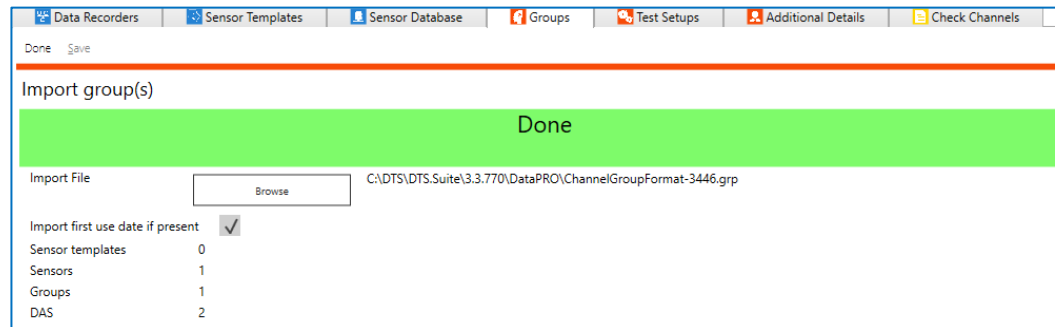 Data Recorders Sensor Templates Sensor Database Groups Test Setups Additional Details Check Channels
Done Save
Import group(s)
Done
Import File Browse C:\DTS\DTS.Suite\3.3.770\DataPRO\ChannelGroupFormat-3446.grp
Import first use date if present
Sensor templates 0
Sensors 1
Groups 1
DAS 2